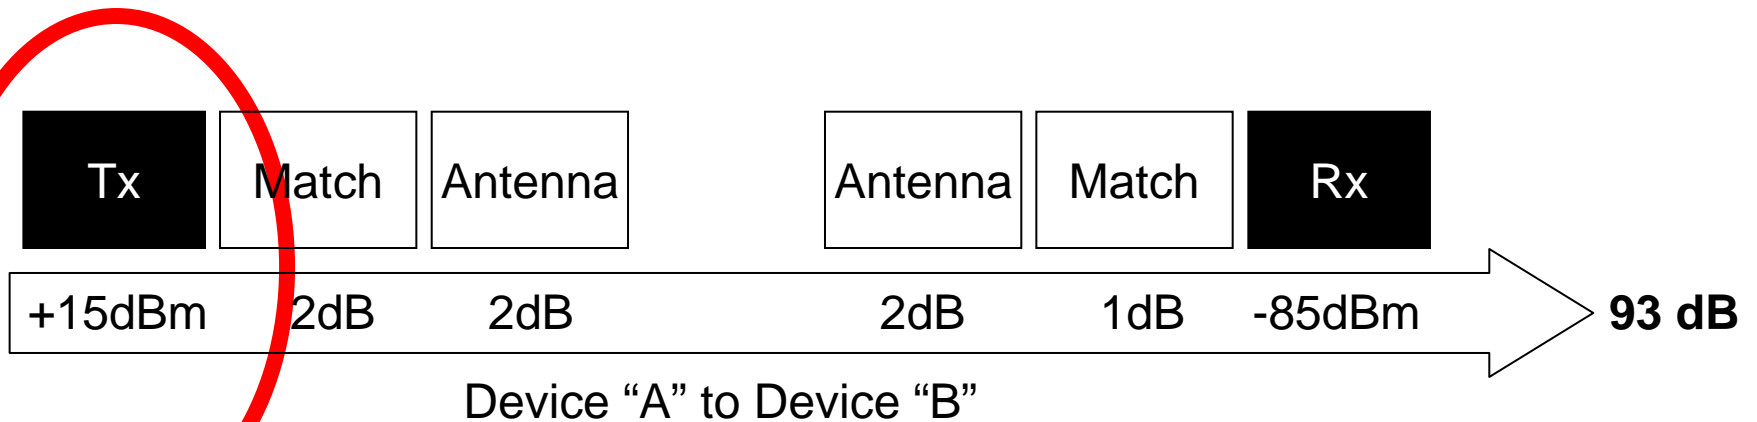 Tx Match Antenna Antenna Match Rx
+15dBm 2dB 2dB 2dB 1dB -85dBm 93 dB
Device “A” to Device “B”